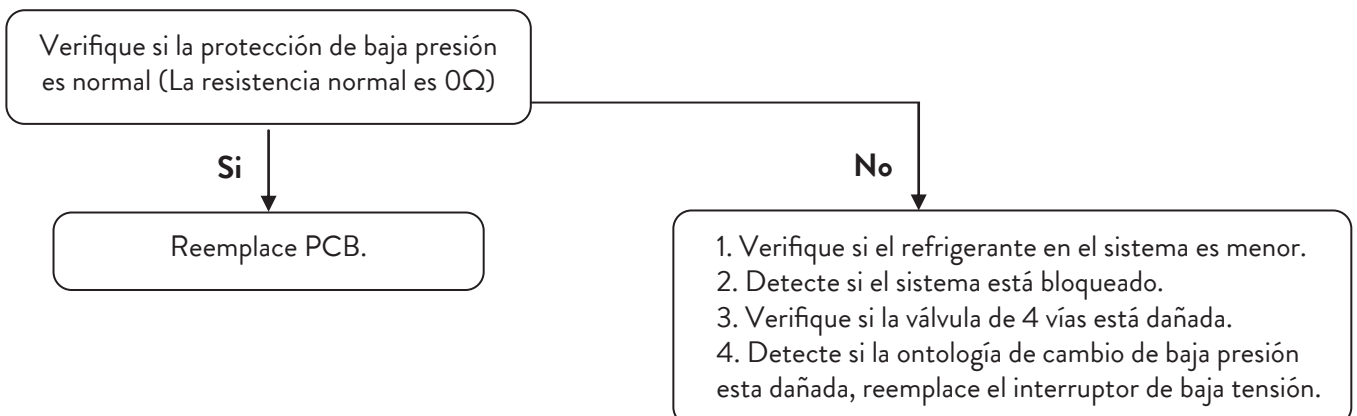 Verifique si la protección de baja presión
es normal (La resistencia normal es 0Ω)
Si
No
Reemplace PCB.
1. Verifique si el refrigerante en el sistema es menor.
2. Detecte si el sistema está bloqueado.
3. Verifique si la válvula de 4 vías está dañada.
4. Detecte si la ontología de cambio de baja presión
esta dañada, reemplace el interruptor de baja tensión.